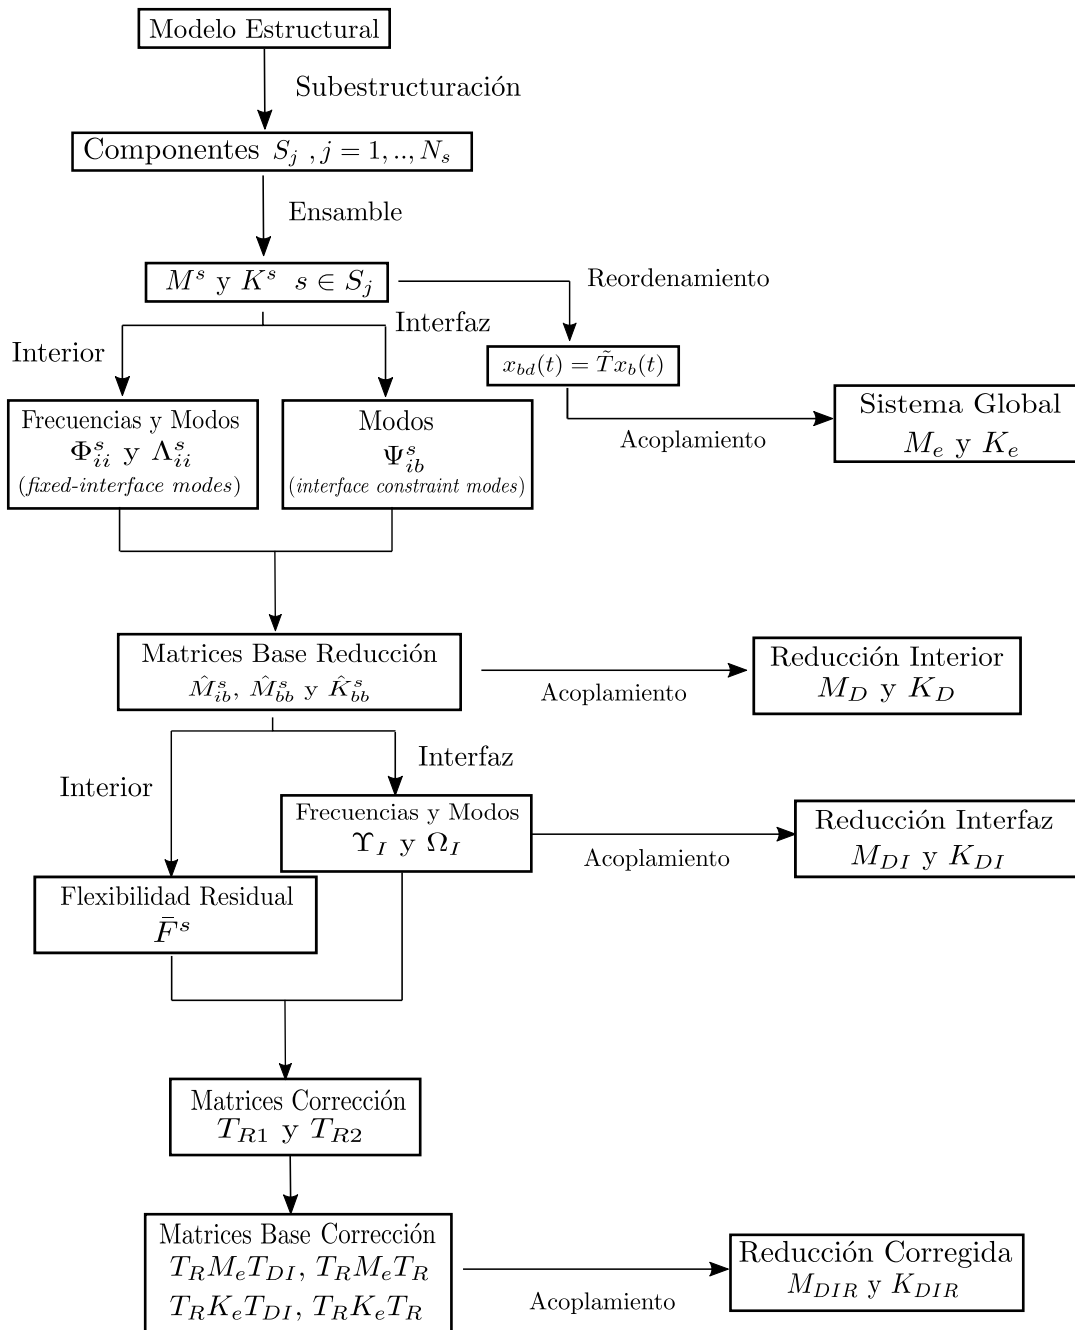 Modelo Estructural
Subestructuración
Componentes $S_j$ , $j = 1, .., N_s$
Ensamble
$M^s$ y $K^s$ $s \in S_j$
Reordenamiento
Interfaz
Interior
$x_{bd}(t) = \tilde{T}x_b(t)$
Sistema Global
$M_e$ y $K_e$
Acoplamiento
Frecuencias y Modos
$\Phi_{ii}^s$ y $\Lambda_{ii}^s$
(fixed-interface modes)
Modos
$\Psi_{ib}^s$
(interface constraint modes)
Matrices Base Reducción
$\hat{M}_{ib}^s$, $\hat{M}_{bb}^s$ y $\hat{K}_{bb}^s$
Acoplamiento
Reducción Interior
$M_D$ y $K_D$
Interfaz
Interior
Frecuencias y Modos
$\Upsilon_I$ y $\Omega_I$
Acoplamiento
Reducción Interfaz
$M_{DI}$ y $K_{DI}$
Flexibilidad Residual
$\bar{F}^s$
Matrices Corrección
$T_{R1}$ y $T_{R2}$
Matrices Base Corrección
$T_R M_e T_{DI}$, $T_R M_e T_R$
$T_R K_e T_{DI}$, $T_R K_e T_R$
Acoplamiento
Reducción Corregida
$M_{DIR}$ y $K_{DIR}$